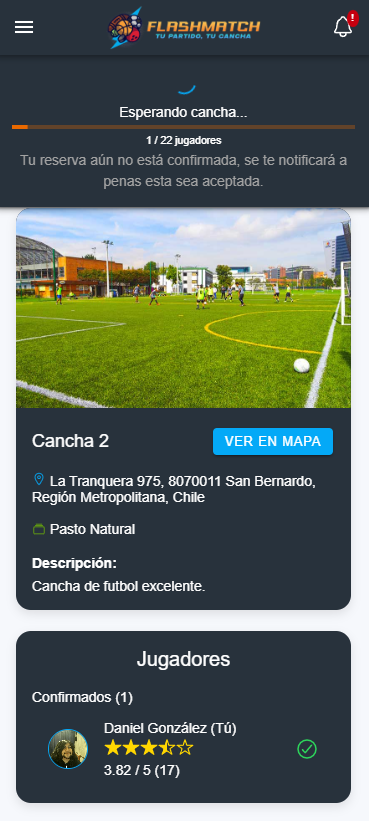 FLASHMATCH
TU PARTIDO, TU CANCHA
!
Esperando cancha...
1 / 22 jugadores
Tu reserva aún no está confirmada, se te notificará a
penas esta sea aceptada.
Cancha 2
VER EN MAPA
La Tranquera 975, 8070011 San Bernardo,
Región Metropolitana, Chile
Pasto Natural
Descripción:
Cancha de futbol excelente.
Jugadores
Confirmados (1)
Daniel González (Tú)
3.82 / 5 (17)